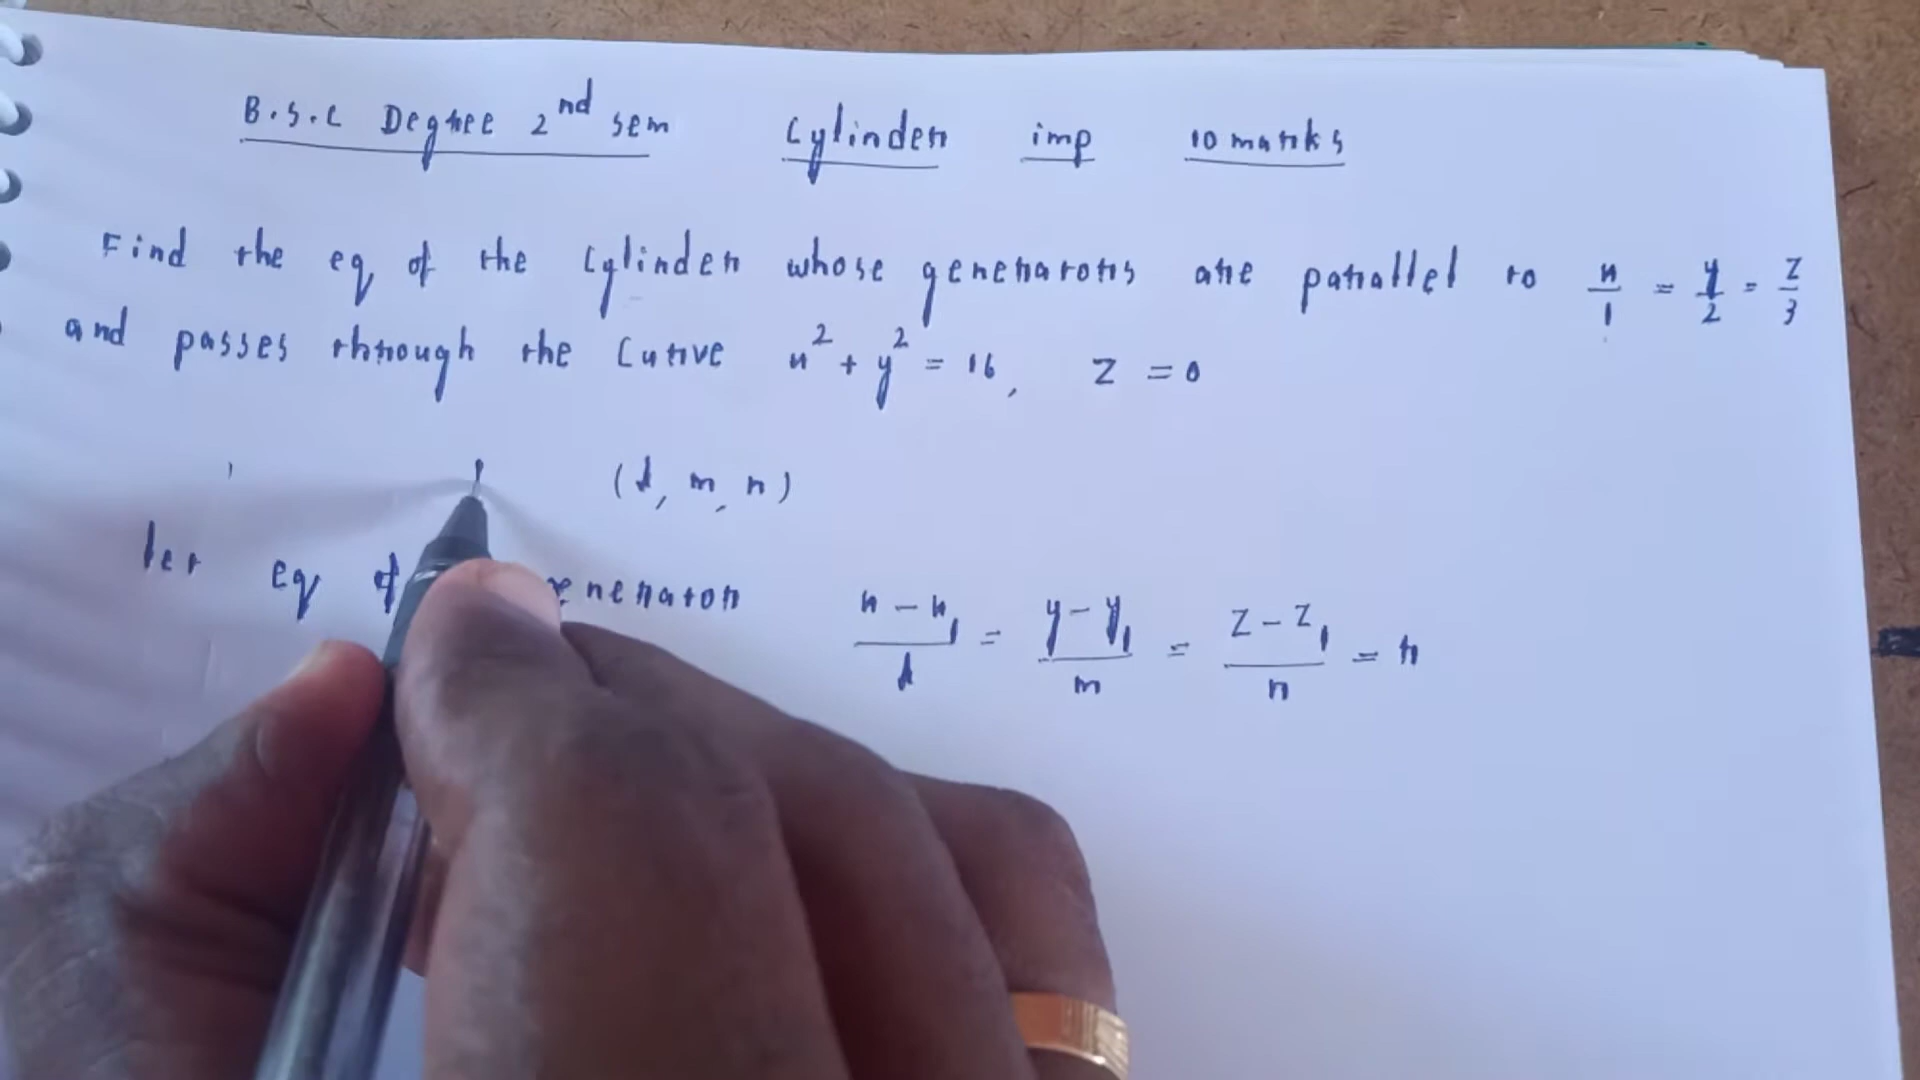 B.S.C Degree 2nd sem Cylinder imp 10 marks
Find the eq of the cylinder whose generators are parallel to x/1 = y/2 = z/3
and passes through the curve x² + y² = 16, z = 0
(l, m, n)
let eq of generator (x - x₁)/l = (y - y₁)/m = (z - z₁)/n = r